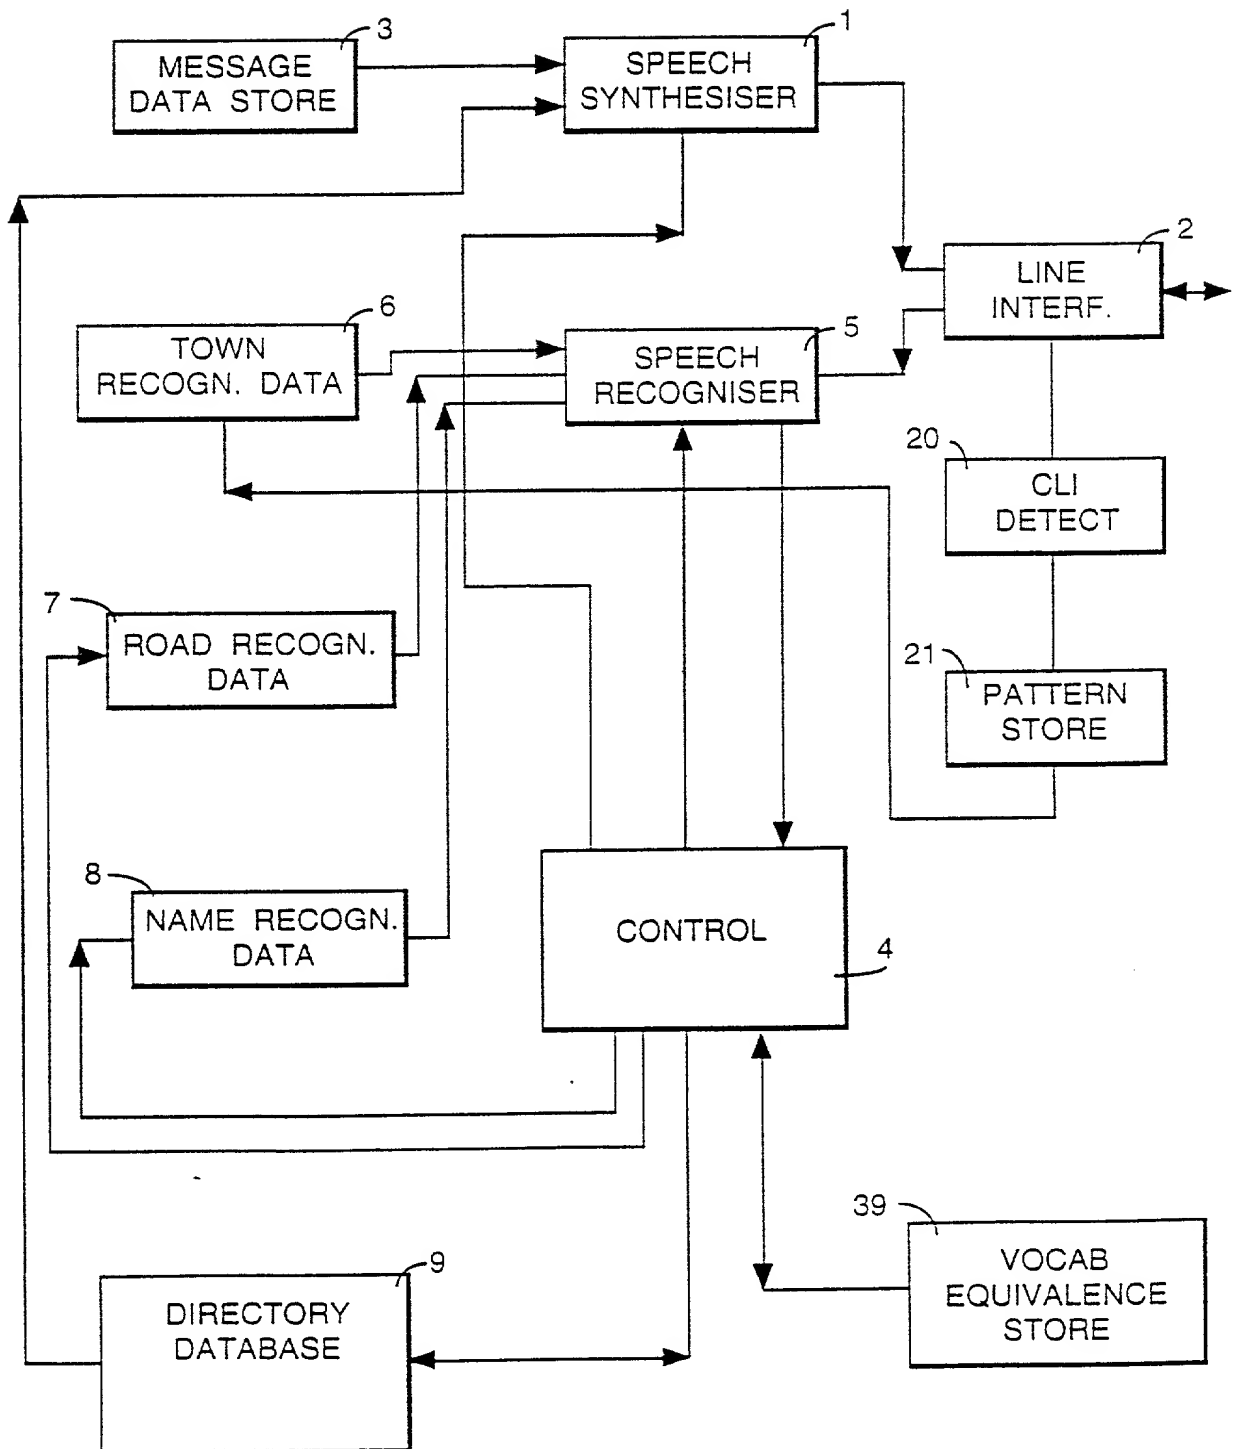 3
MESSAGE
DATA STORE
1
SPEECH
SYNTHESISER
2
LINE
INTERF.
6
TOWN
RECOGN. DATA
5
SPEECH
RECOGNISER
20
CLI
DETECT
7
ROAD RECOGN.
DATA
21
PATTERN
STORE
8
NAME RECOGN.
DATA
CONTROL
4
39
VOCAB
EQUIVALENCE
STORE
9
DIRECTORY
DATABASE